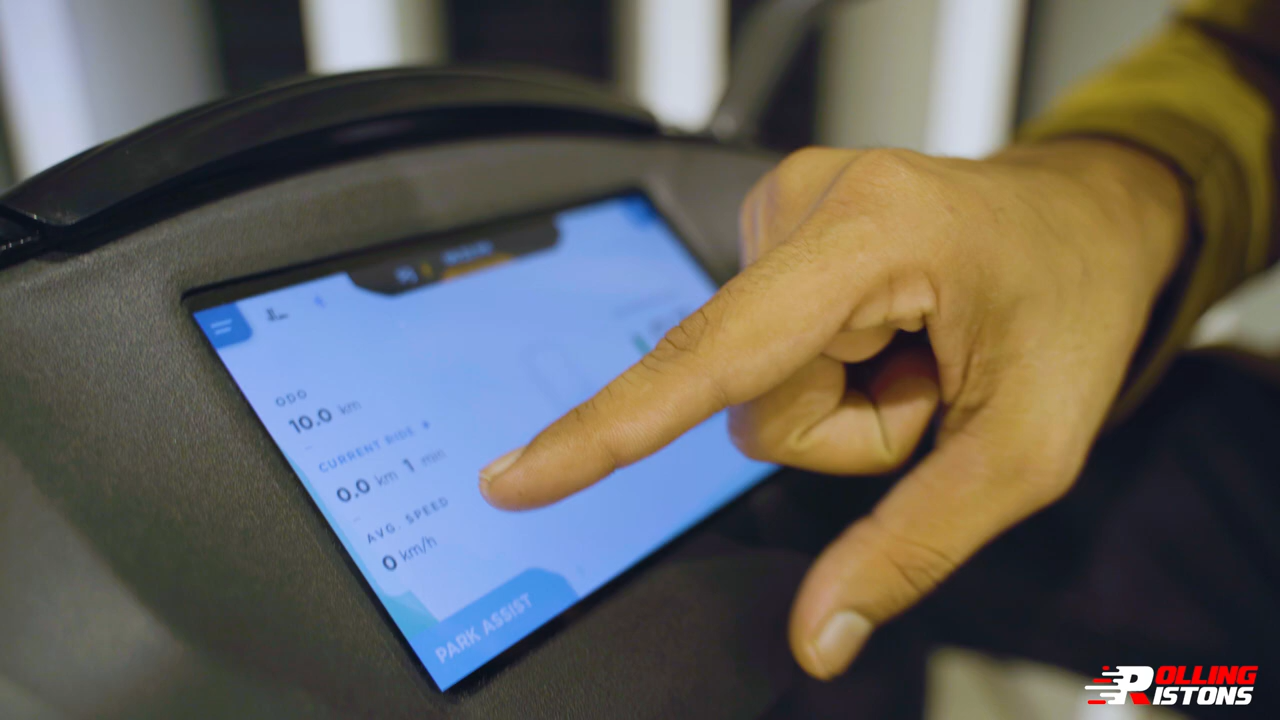 ODO
10.0 km
CURRENT RIDE
0.0 km 1 min
AVG. SPEED
0 km/h
PARK ASSIST
ROLLING
PISTONS